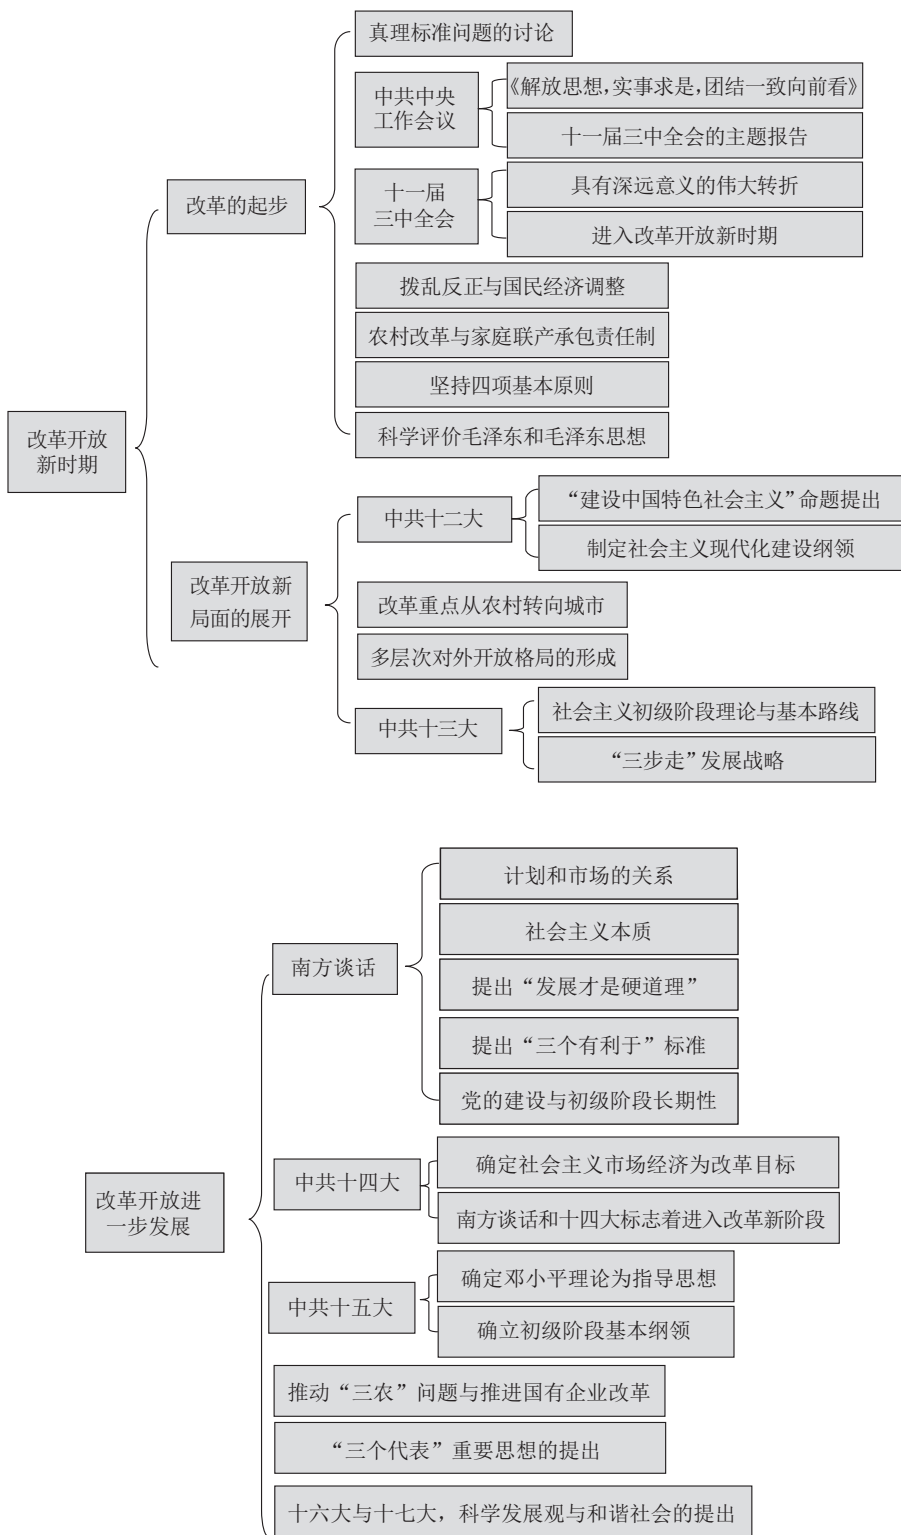 真理标准问题的讨论
中共中央
工作会议
《解放思想,实事求是,团结一致向前看》
十一届三中全会的主题报告
十一届
三中全会
具有深远意义的伟大转折
进入改革开放新时期
改革的起步
拨乱反正与国民经济调整
农村改革与家庭联产承包责任制
坚持四项基本原则
科学评价毛泽东和毛泽东思想
改革开放
新时期
中共十二大
“建设中国特色社会主义”命题提出
制定社会主义现代化建设纲领
改革开放新
局面的展开
改革重点从农村转向城市
多层次对外开放格局的形成
中共十三大
社会主义初级阶段理论与基本路线
“三步走”发展战略
计划和市场的关系
社会主义本质
南方谈话
提出“发展才是硬道理”
提出“三个有利于”标准
党的建设与初级阶段长期性
改革开放进
一步发展
中共十四大
确定社会主义市场经济为改革目标
南方谈话和十四大标志着进入改革新阶段
中共十五大
确定邓小平理论为指导思想
确立初级阶段基本纲领
推动“三农”问题与推进国有企业改革
“三个代表”重要思想的提出
十六大与十七大，科学发展观与和谐社会的提出